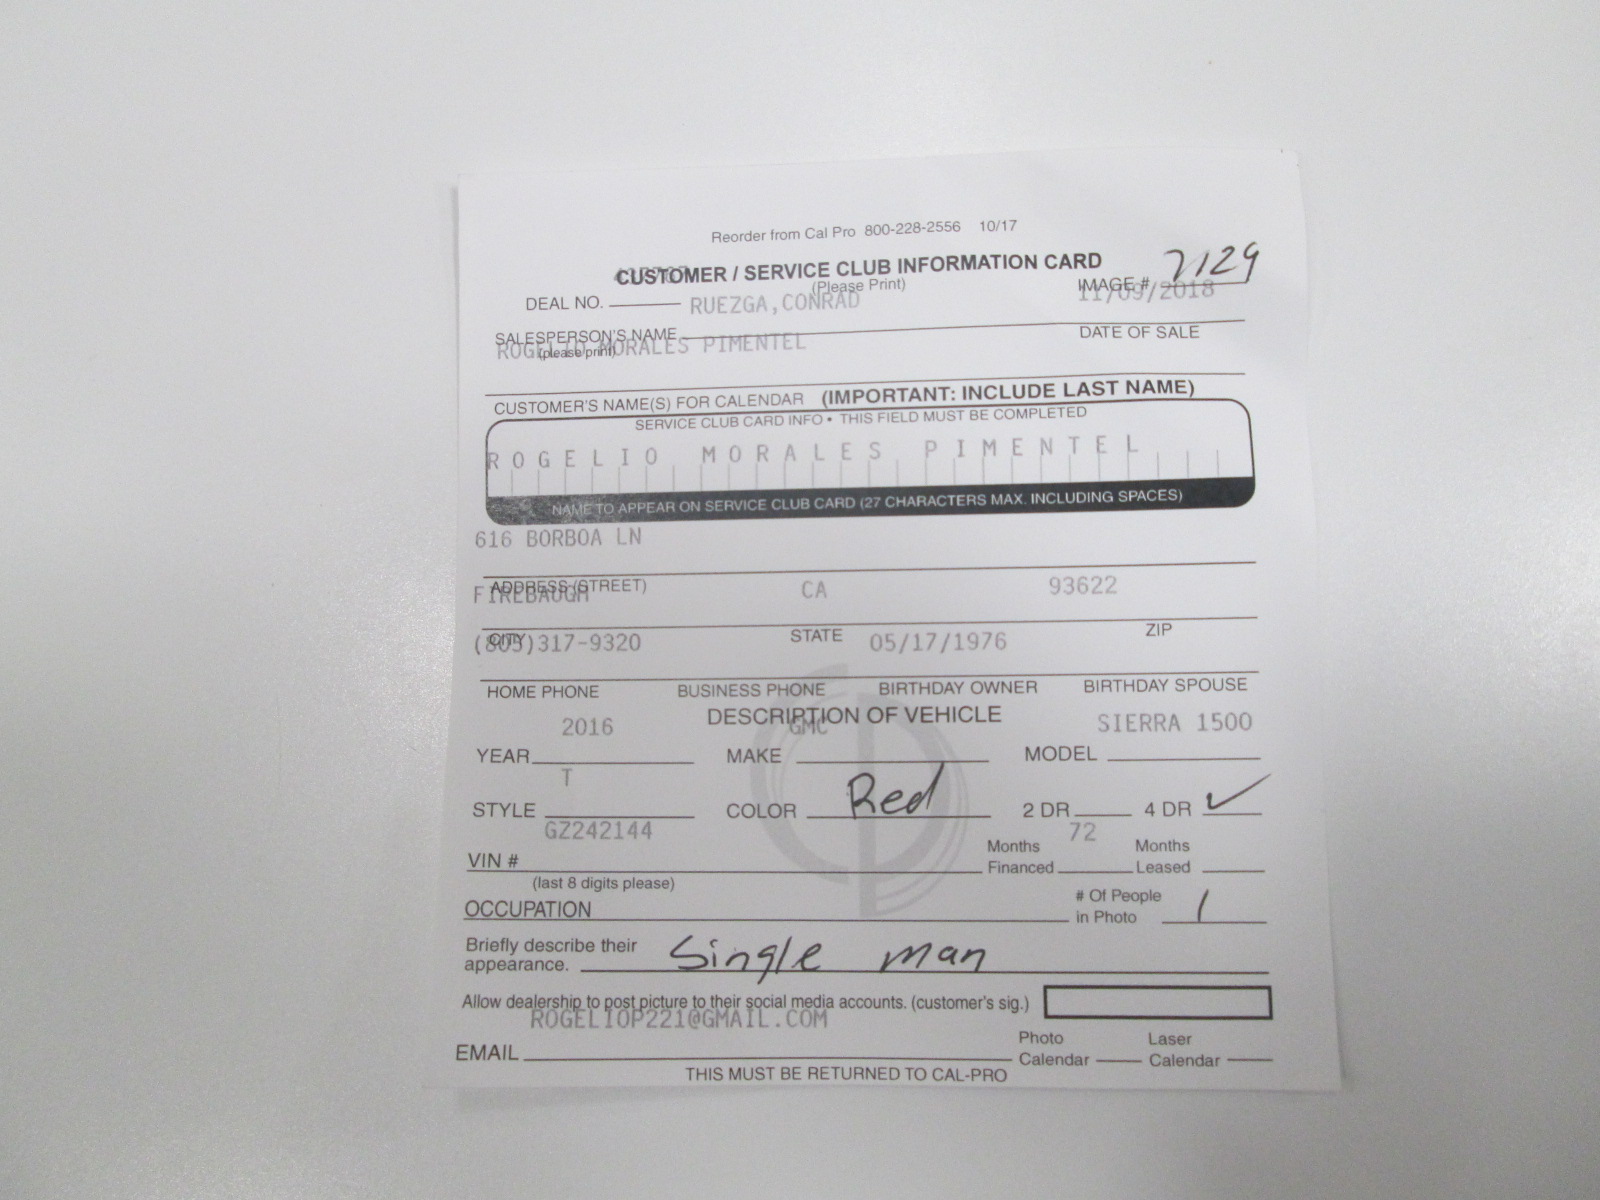 Reorder from Cal Pro 800-228-2556 10/17
CUSTOMER / SERVICE CLUB INFORMATION CARD
(Please Print)
IMAGE # 7129
DEAL NO. RUEZGA,CONRAD 11/09/2018
SALESPERSON'S NAME DATE OF SALE
(please print)
ROGELIO MORALES PIMENTEL
CUSTOMER'S NAME(S) FOR CALENDAR (IMPORTANT: INCLUDE LAST NAME)
SERVICE CLUB CARD INFO • THIS FIELD MUST BE COMPLETED
ROGELIO MORALES PIMENTEL
NAME TO APPEAR ON SERVICE CLUB CARD (27 CHARACTERS MAX. INCLUDING SPACES)
616 BORBOA LN
ADDRESS (STREET)
FIREBAUGH CA 93622
CITY STATE ZIP
(805)317-9320 05/17/1976
HOME PHONE BUSINESS PHONE BIRTHDAY OWNER BIRTHDAY SPOUSE
DESCRIPTION OF VEHICLE
2016 GMC SIERRA 1500
YEAR MAKE MODEL
T
STYLE COLOR Red 2 DR 4 DR ✓
GZ242144 72
VIN # Months Financed Months Leased
(last 8 digits please)
OCCUPATION # Of People in Photo 1
Briefly describe their appearance. Single man
Allow dealership to post picture to their social media accounts. (customer's sig.)
ROGELIOP221@GMAIL.COM
EMAIL Photo Calendar Laser Calendar
THIS MUST BE RETURNED TO CAL-PRO